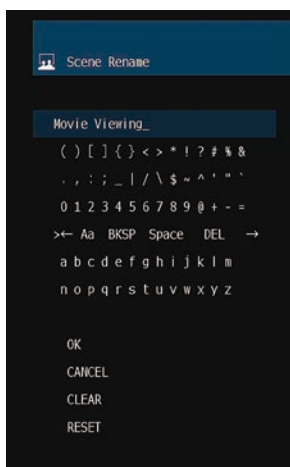 Scene Rename
Movie Viewing_
( ) [ ] { } < > * ! ? # % &
. , : ; _ | / \ $ ~ ^ ' " `
0 1 2 3 4 5 6 7 8 9 @ + - =
>← Aa BKSP Space DEL →
a b c d e f g h i j k l m
n o p q r s t u v w x y z
OK
CANCEL
CLEAR
RESET